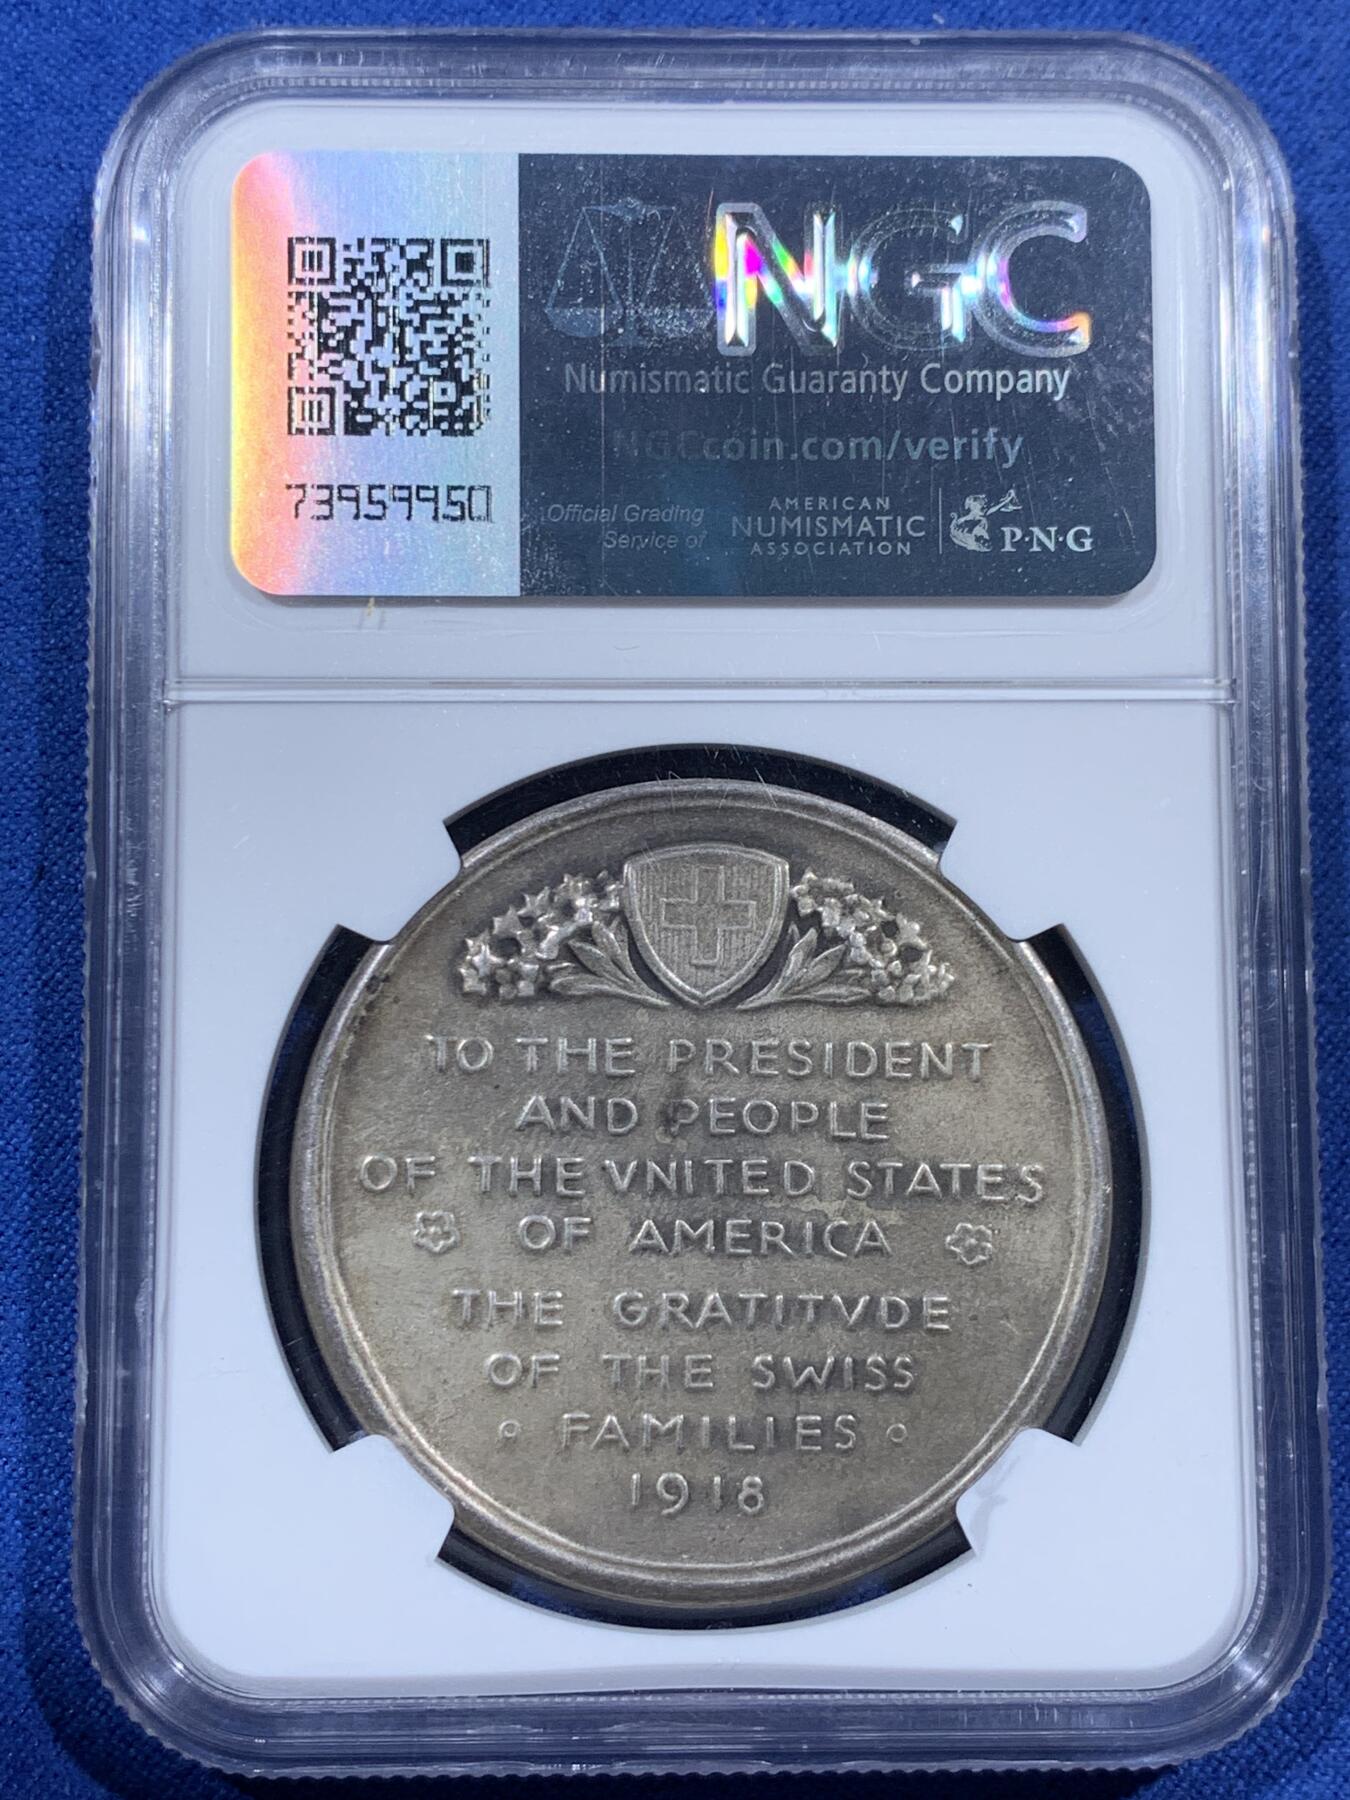 NGC
Numismatic Guaranty Company
NGCcoin.com/verify
73959950
Official Grading
Service of
AMERICAN
NUMISMATIC
ASSOCIATION
P·N·G
TO THE PRESIDENT
AND PEOPLE
OF THE VNITED STATES
OF AMERICA
THE GRATITVDE
OF THE SWISS
FAMILIES
1918